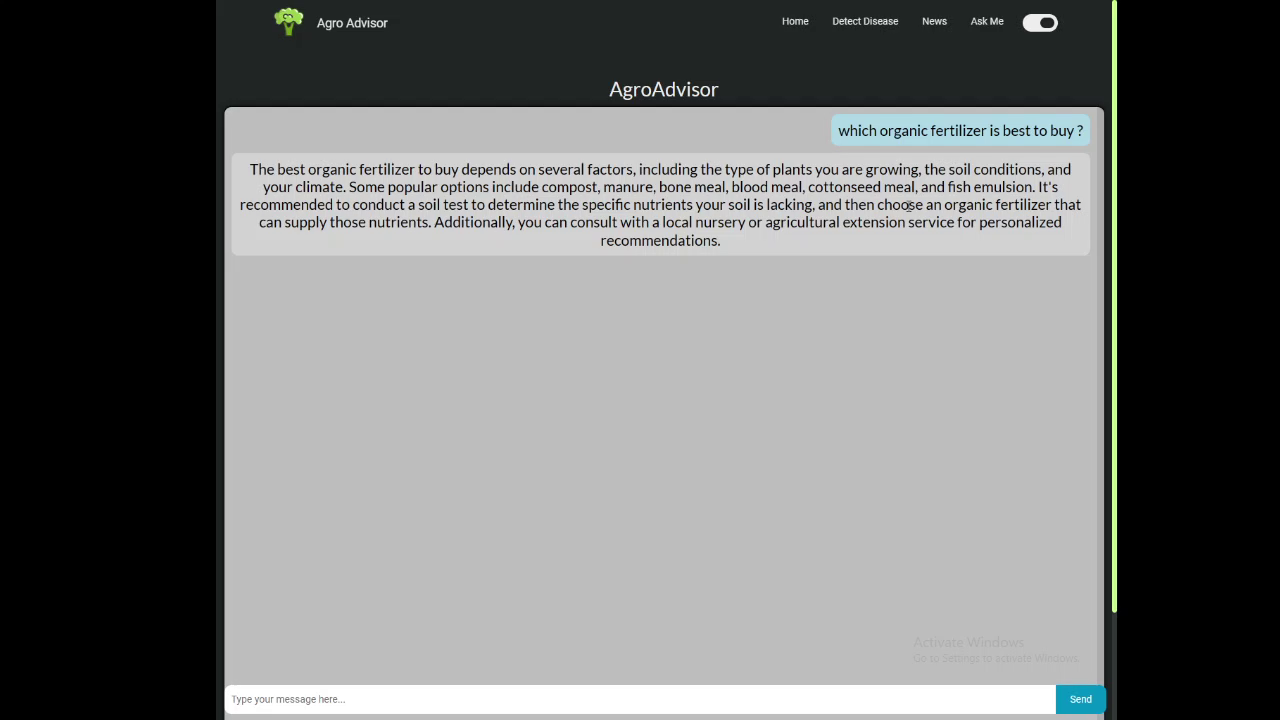 Agro Advisor
Home
Detect Disease
News
Ask Me
AgroAdvisor
which organic fertilizer is best to buy ?
The best organic fertilizer to buy depends on several factors, including the type of plants you are growing, the soil conditions, and
your climate. Some popular options include compost, manure, bone meal, blood meal, cottonseed meal, and fish emulsion. It's
recommended to conduct a soil test to determine the specific nutrients your soil is lacking, and then choose an organic fertilizer that
can supply those nutrients. Additionally, you can consult with a local nursery or agricultural extension service for personalized
recommendations.
Activate Windows
Go to Settings to activate Windows.
Type your message here...
Send